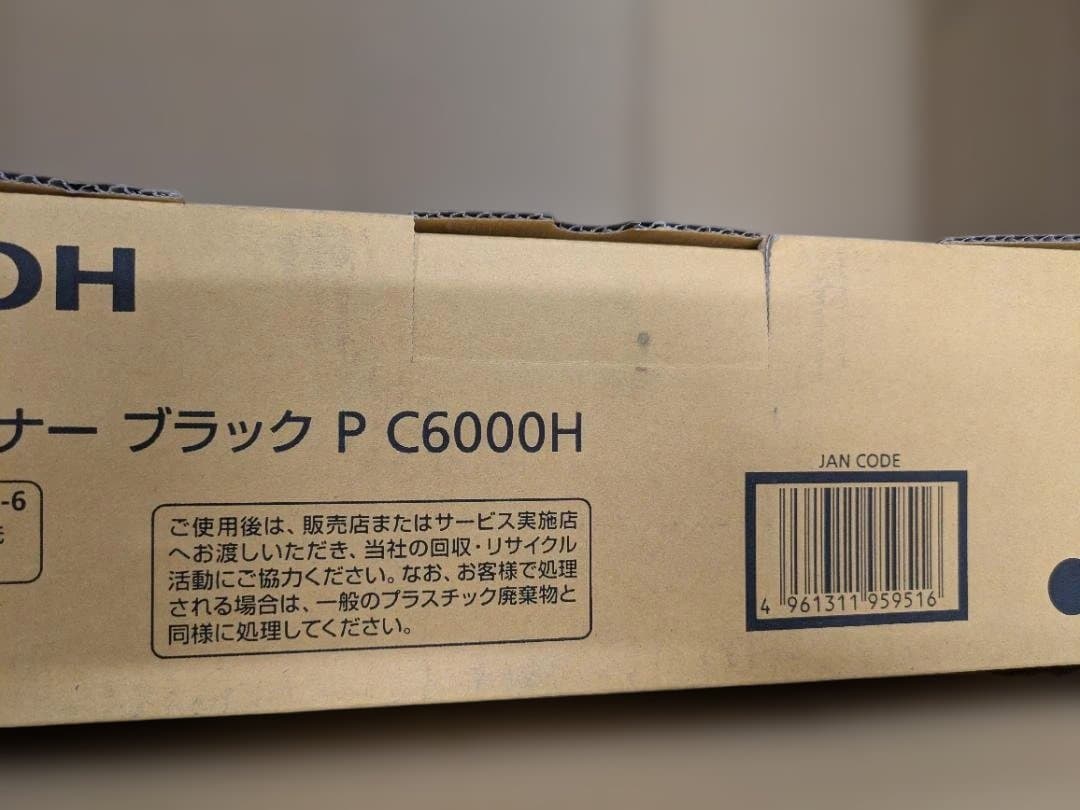 OH
ナー ブラック P C6000H
-6
JAN CODE
ご使用後は、販売店またはサービス実施店
へお渡しいただき、当社の回収・リサイクル
活動にご協力ください。なお、お客様で処理
される場合は、一般のプラスチック廃棄物と
同様に処理してください。
4 961311 959516